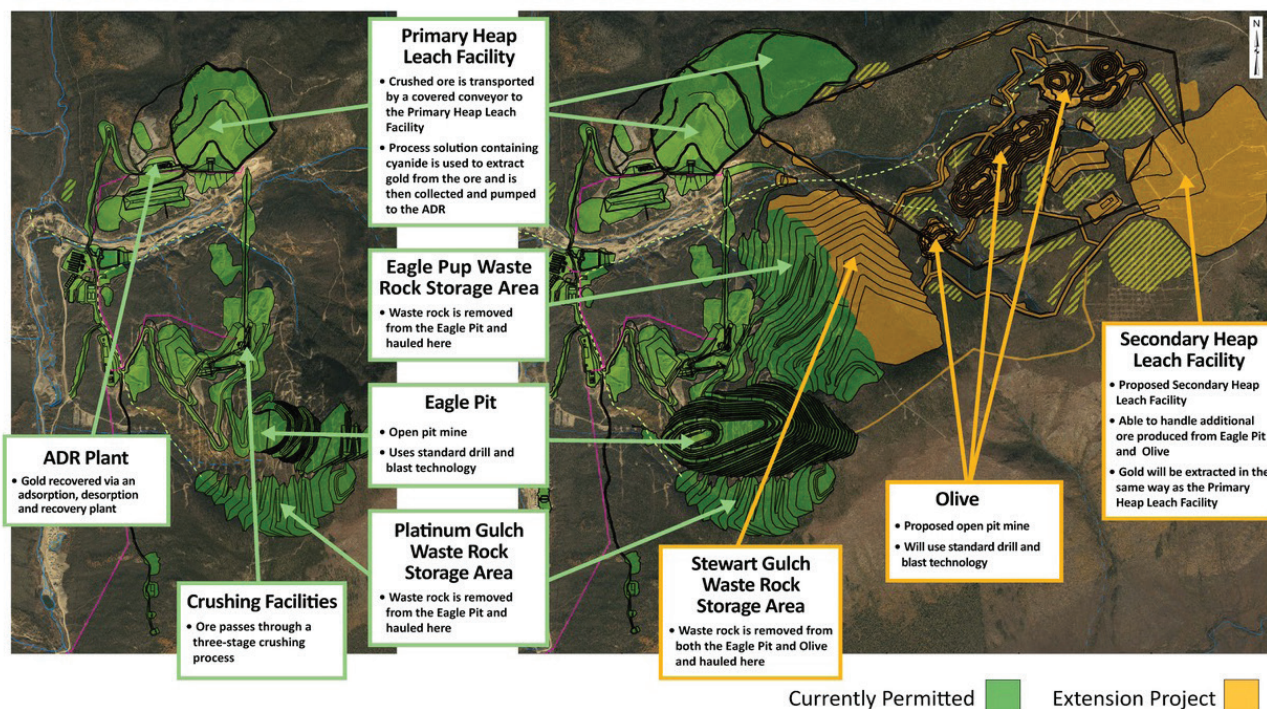 Primary Heap
Leach Facility
• Crushed ore is transported
by a covered conveyor to
the Primary Heap Leach
Facility
• Process solution containing
cyanide is used to extract
gold from the ore and is
then collected and pumped
to the ADR
N
Eagle Pup Waste
Rock Storage Area
• Waste rock is removed
from the Eagle Pit and
hauled here
Eagle Pit
• Open pit mine
• Uses standard drill and
blast technology
ADR Plant
• Gold recovered via an
adsorption, desorption
and recovery plant
Platinum Gulch
Waste Rock
Storage Area
• Waste rock is removed
from the Eagle Pit and
hauled here
Crushing Facilities
• Ore passes through a
three-stage crushing
process
Stewart Gulch
Waste Rock
Storage Area
• Waste rock is removed from
both the Eagle Pit and Olive
and hauled here
Olive
• Proposed open pit mine
• Will use standard drill and
blast technology
Secondary Heap
Leach Facility
• Proposed Secondary Heap
Leach Facility
• Able to handle additional
ore produced from Eagle Pit
and Olive
• Gold will be extracted in the
same way as the Primary
Heap Leach Facility
Currently Permitted
Extension Project